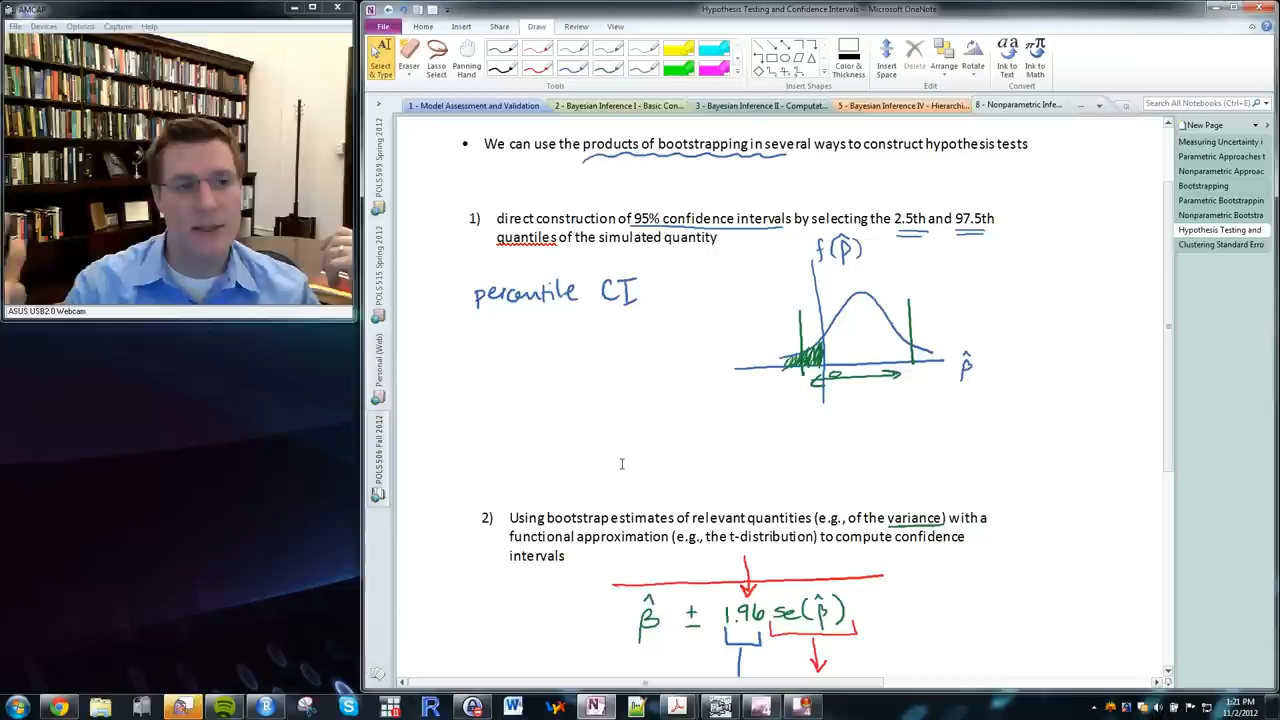 AMCAP
File Devices Options Capture Help
ASUS USB2.0 Webcam
Hypothesis Testing and Confidence Intervals - Microsoft OneNote
File Home Insert Share Draw Review View
Select & Type
Eraser
Lasso Select
Panning Hand
Color & Thickness
Insert Space
Delete
Arrange
Rotate
Ink to Text
Ink to Math
Tools
Insert Shapes
Edit
Convert
1 - Model Assessment and Validation
2 - Bayesian Inference I - Basic Con...
3 - Bayesian Inference II - Computat...
5 - Bayesian Inference IV - Hierarchi...
8 - Nonparametric Infe...
Search All Notebooks (Ctrl+E)
POLS 509 Spring 2012
POLS 515 Spring 2012
Personal (Web)
POLS 506 Fall 2012
• We can use the products of bootstrapping in several ways to construct hypothesis tests
1) direct construction of 95% confidence intervals by selecting the 2.5th and 97.5th
quantiles of the simulated quantity
f(β̂)
percentile CI
β̂
0
2) Using bootstrap estimates of relevant quantities (e.g., of the variance) with a
functional approximation (e.g., the t-distribution) to compute confidence
intervals
β̂ ± 1.96 se(β̂)
New Page
Measuring Uncertainty i
Parametric Approaches t
Nonparametric Approac
Bootstrapping
Parametric Bootstrappin
Nonparametric Bootstra
Hypothesis Testing and
Clustering Standard Erro
1:21 PM
11/2/2012